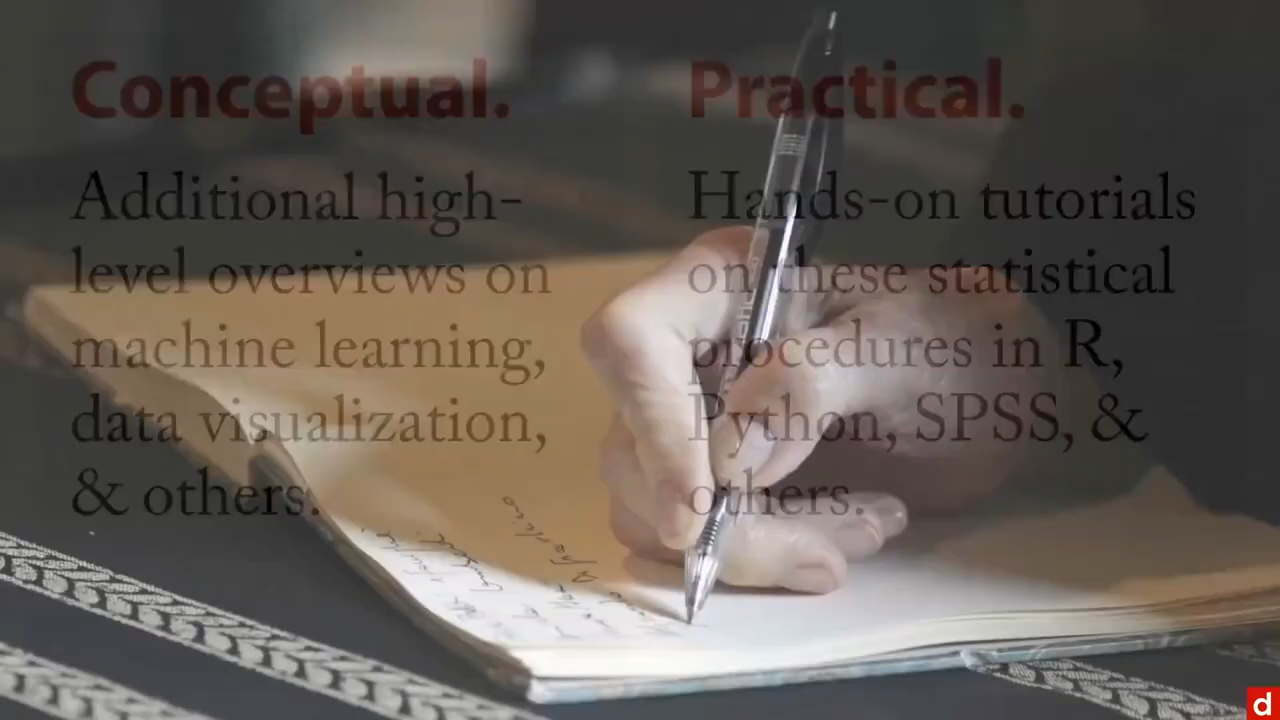 Conceptual.
Additional high-
level overviews on
machine learning,
data visualization,
& others.
Practical.
Hands-on tutorials
on these statistical
procedures in R,
Python, SPSS, &
others.
d